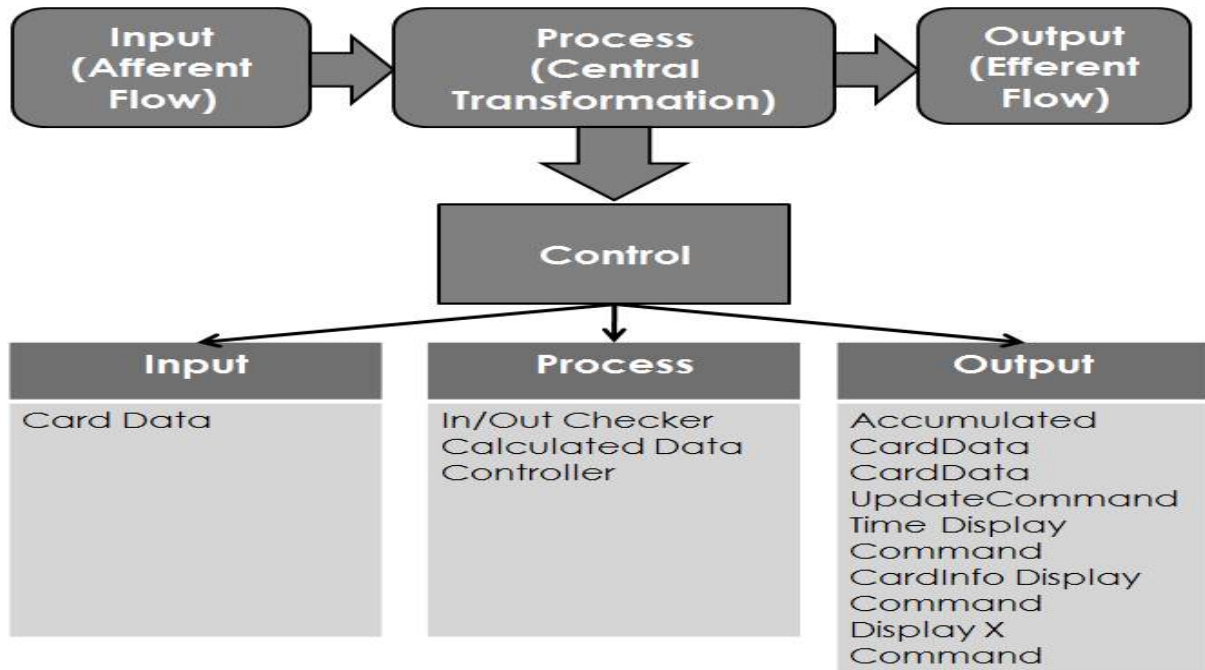 Input
(Afferent
Flow)
Process
(Central
Transformation)
Output
(Efferent
Flow)
Control
Input
Card Data
Process
In/Out Checker
Calculated Data
Controller
Output
Accumulated
CardData
CardData
UpdateCommand
Time Display
Command
CardInfo Display
Command
Display X
Command